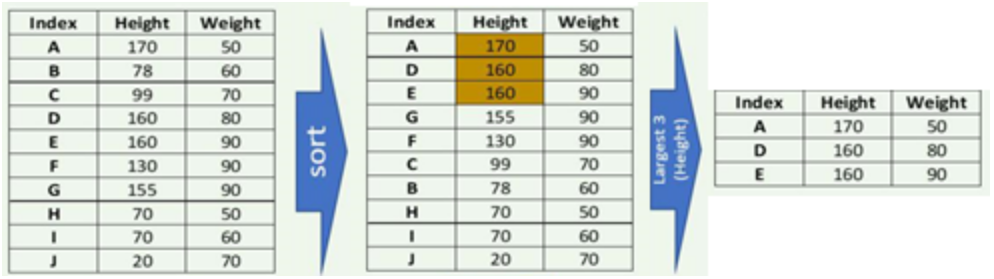 Index Height Weight
A 170 50
B 78 60
C 99 70
D 160 80
E 160 90
F 130 90
G 155 90
H 70 50
I 70 60
J 20 70
sort
Index Height Weight
A 170 50
D 160 80
E 160 90
G 155 90
F 130 90
C 99 70
B 78 60
H 70 50
I 70 60
J 20 70
Largest 3
(Height)
Index Height Weight
A 170 50
D 160 80
E 160 90